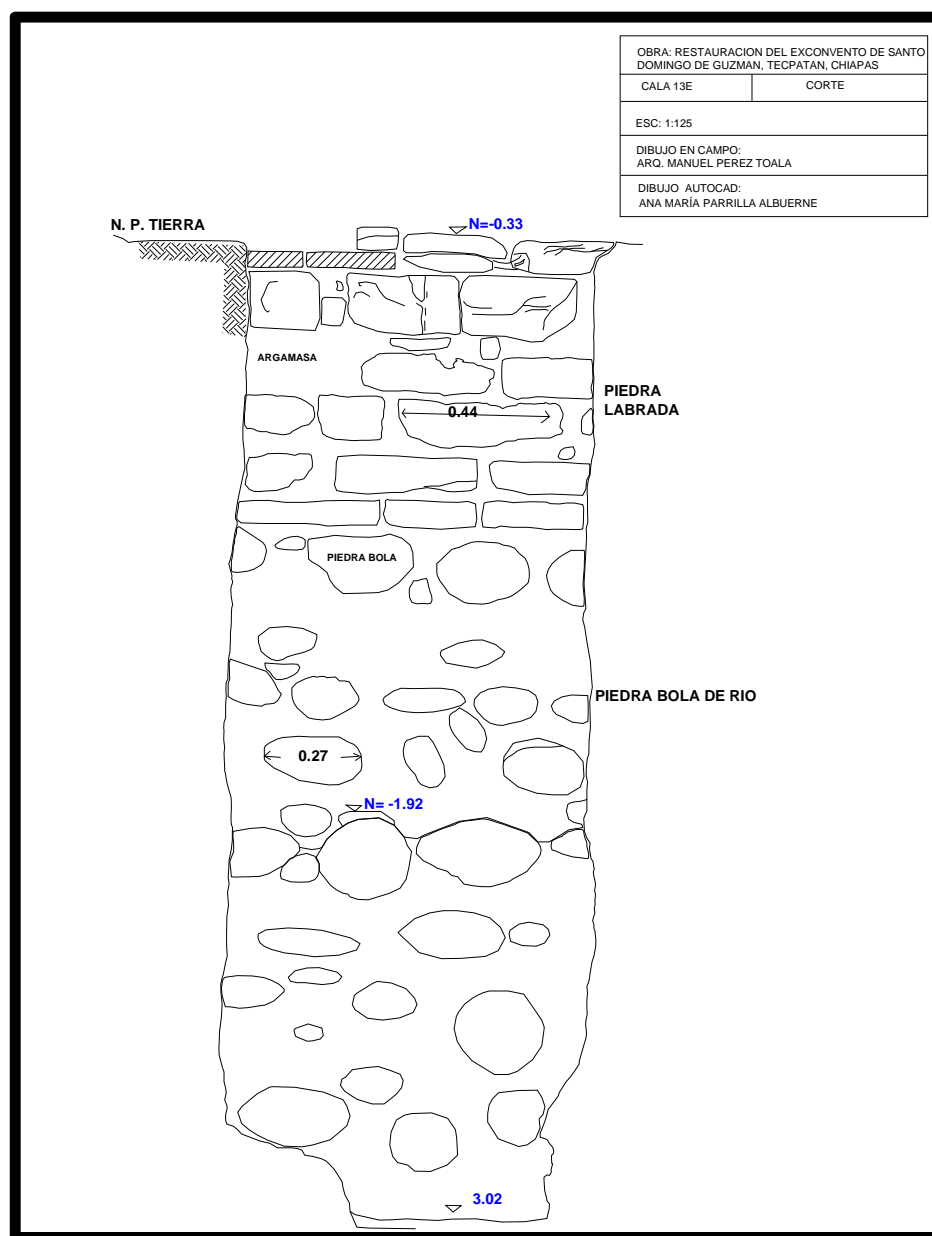 OBRA: RESTAURACION DEL EXCONVENTO DE SANTO
DOMINGO DE GUZMAN, TECPATAN, CHIAPAS
CALA 13E
CORTE
ESC: 1:125
DIBUJO EN CAMPO:
ARQ. MANUEL PEREZ TOALA
DIBUJO AUTOCAD:
ANA MARÍA PARRILLA ALBUERNE
N. P. TIERRA
N=-0.33
ARGAMASA
PIEDRA
LABRADA
0.44
PIEDRA BOLA
PIEDRA BOLA DE RIO
0.27
N= -1.92
3.02